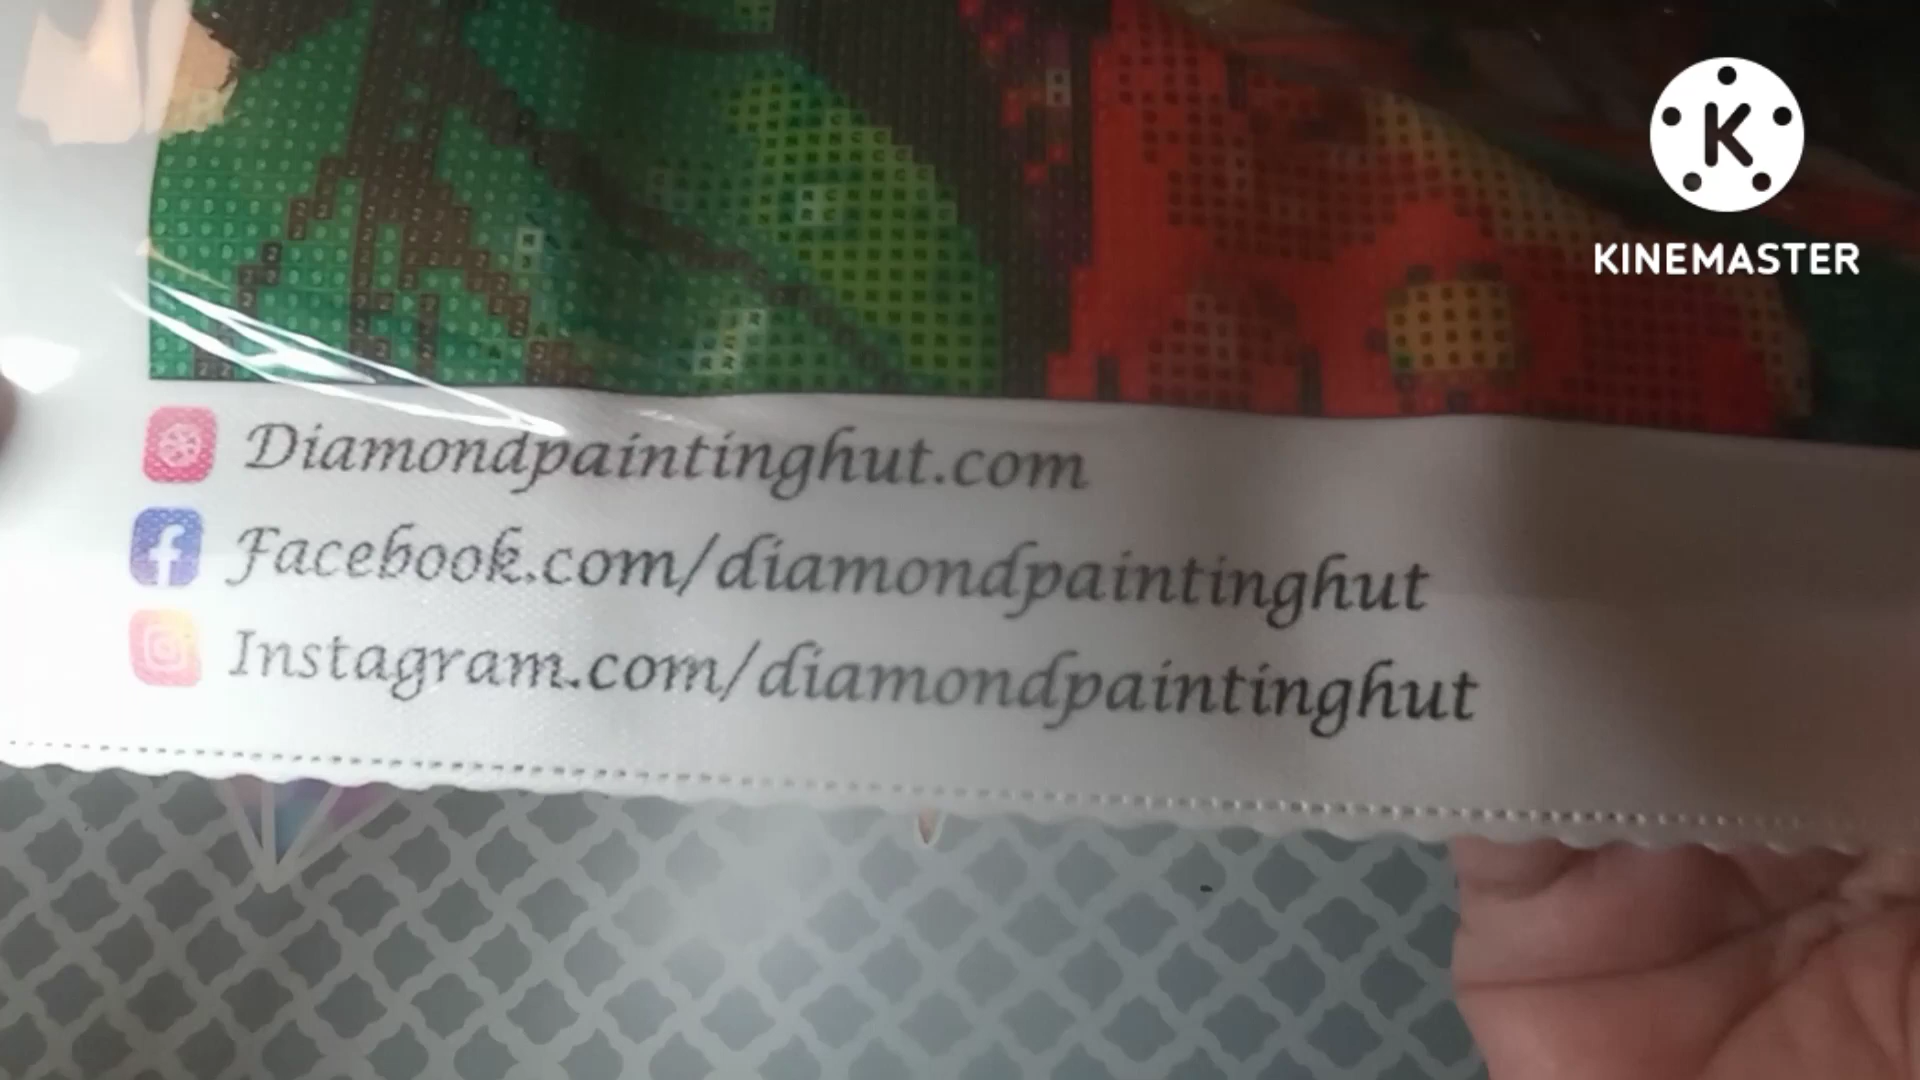 KINEMASTER
Diamondpaintinghut.com
Facebook.com/diamondpaintinghut
Instagram.com/diamondpaintinghut